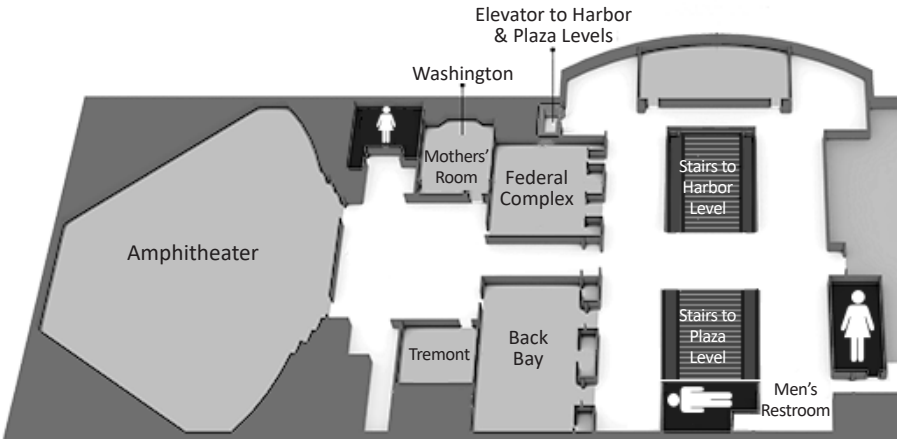 Elevator to Harbor
& Plaza Levels
Washington
Mothers'
Room
Federal
Complex
Stairs to
Harbor
Level
Amphitheater
Stairs to
Plaza
Level
Back
Bay
Tremont
Men's
Restroom